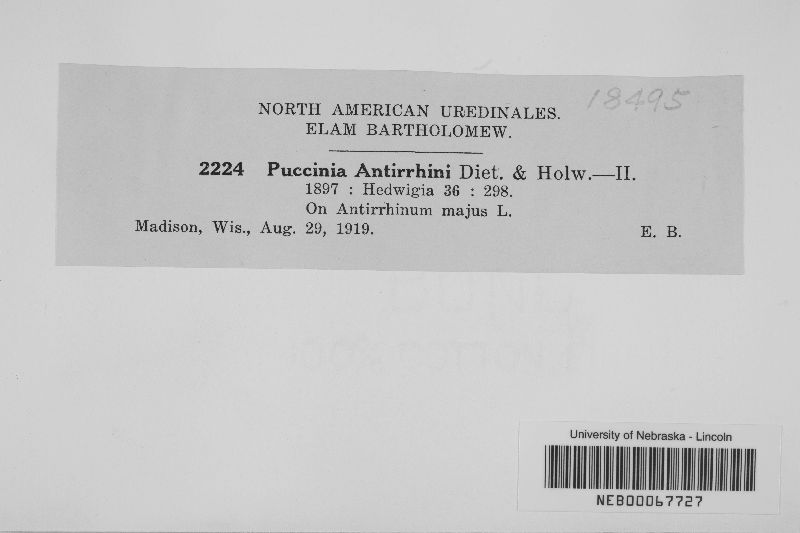 18495
NORTH AMERICAN UREDINALES.
ELAM BARTHOLOMEW.
2224 Puccinia Antirrhini Diet. & Holw.—II.
1897 : Hedwigia 36 : 298.
On Antirrhinum majus L.
Madison, Wis., Aug. 29, 1919. E. B.
University of Nebraska - Lincoln
NEB00067727